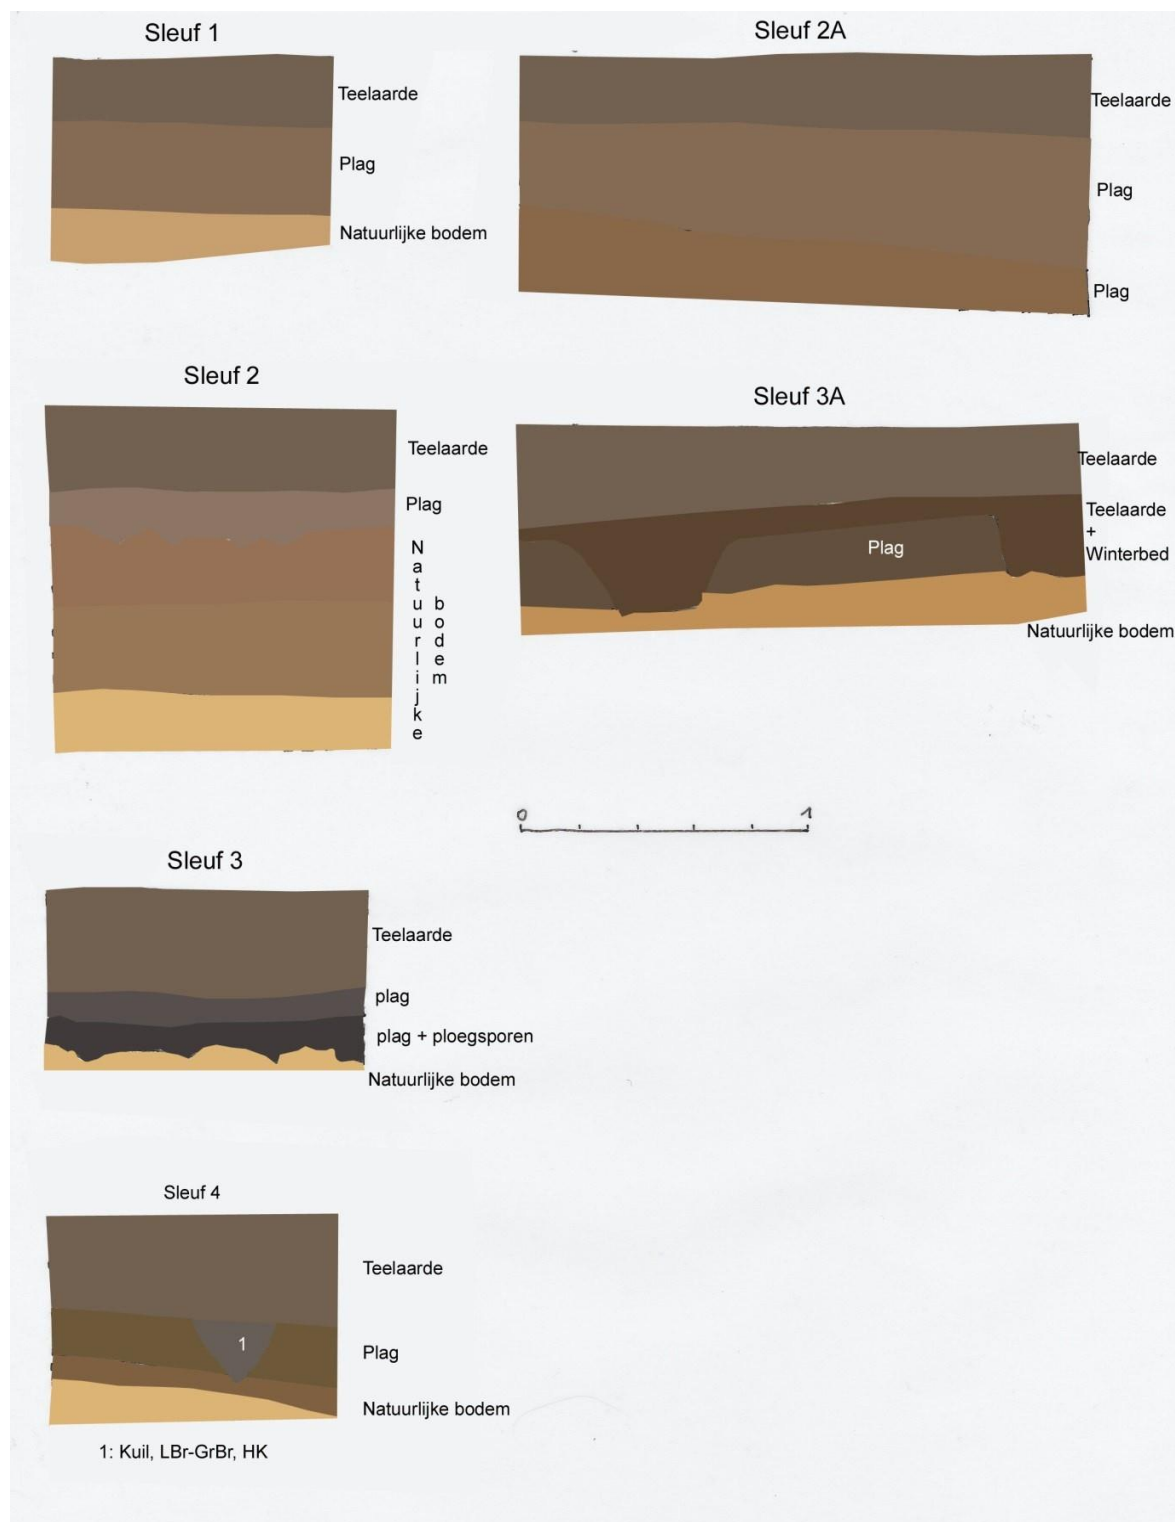 Sleuf 1
Teelaarde
Plag
Natuurlijke bodem
Sleuf 2A
Teelaarde
Plag
Plag
Sleuf 2
Teelaarde
Plag
Natuurlijke
bodem
Sleuf 3A
Teelaarde
Teelaarde
+
Winterbed
Plag
Natuurlijke bodem
0 1
Sleuf 3
Teelaarde
plag
plag + ploegsporen
Natuurlijke bodem
Sleuf 4
Teelaarde
1
Plag
Natuurlijke bodem
1: Kuil, LBr-GrBr, HK